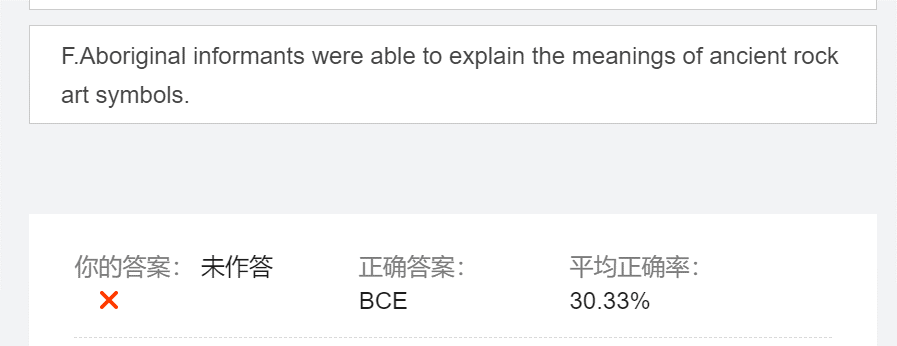 F.Aboriginal informants were able to explain the meanings of ancient rock
art symbols.
你的答案： 未作答 正确答案： 平均正确率：
BCE 30.33%